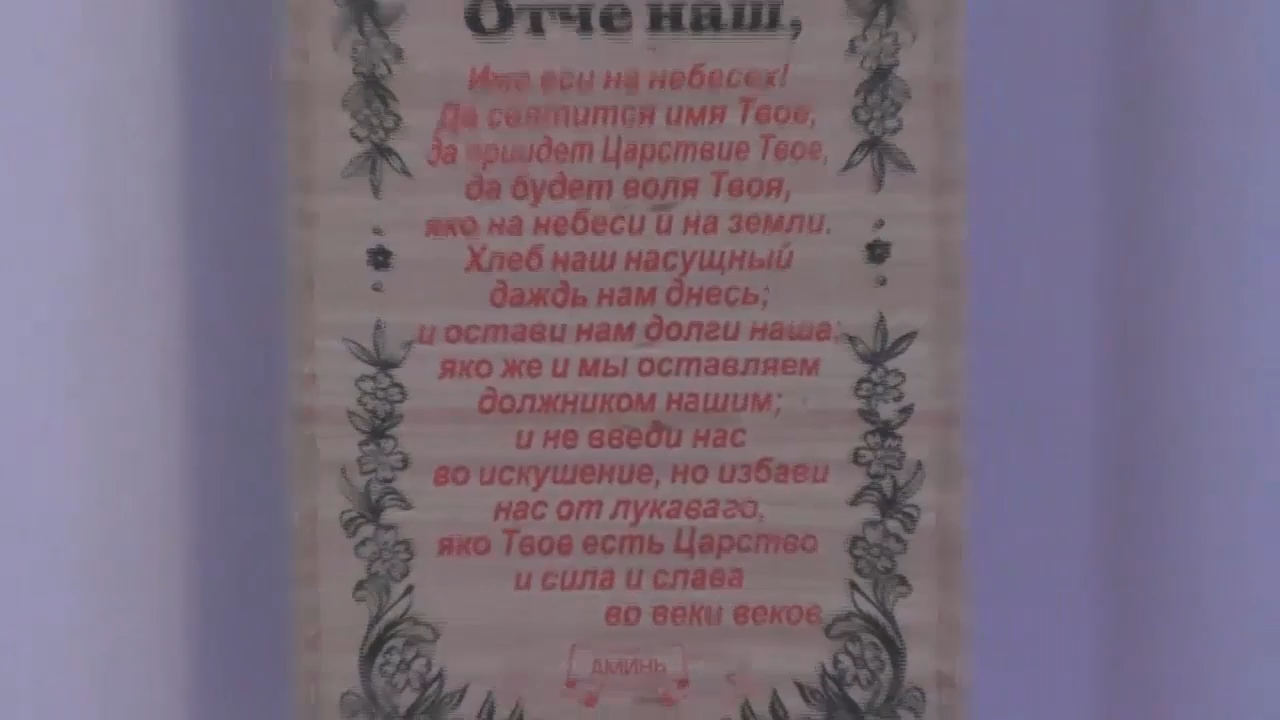 Отче наш,
Иже еси на небесех!
Да святится имя Твое,
да приидет Царствие Твое,
да будет воля Твоя,
яко на небеси и на земли.
Хлеб наш насущный
даждь нам днесь;
и остави нам долги наша;
яко же и мы оставляем
должником нашим;
и не введи нас
во искушение, но избави
нас от лукаваго,
яко Твое есть Царство
и сила и слава
во веки веков
АМИНЬ